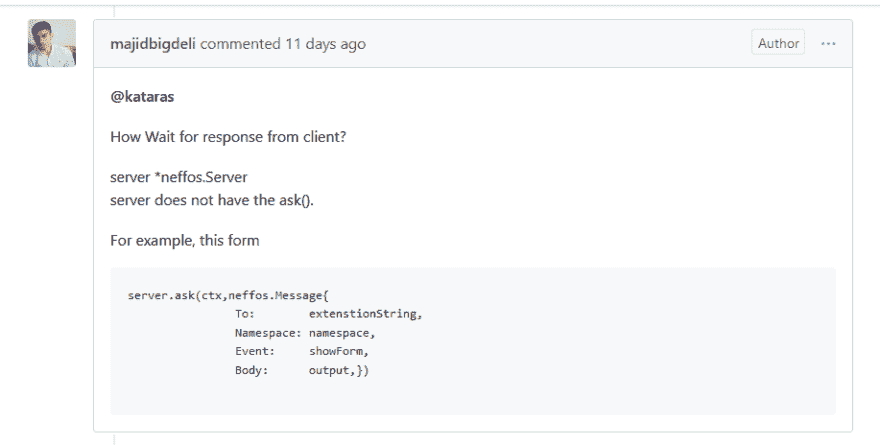 majidbigdeli commented 11 days ago
Author
...
@kataras
How Wait for response from client?
server *neffos.Server
server does not have the ask().
For example, this form
server.ask(ctx,neffos.Message{
To: extenstionString,
Namespace: namespace,
Event: showForm,
Body: output,})